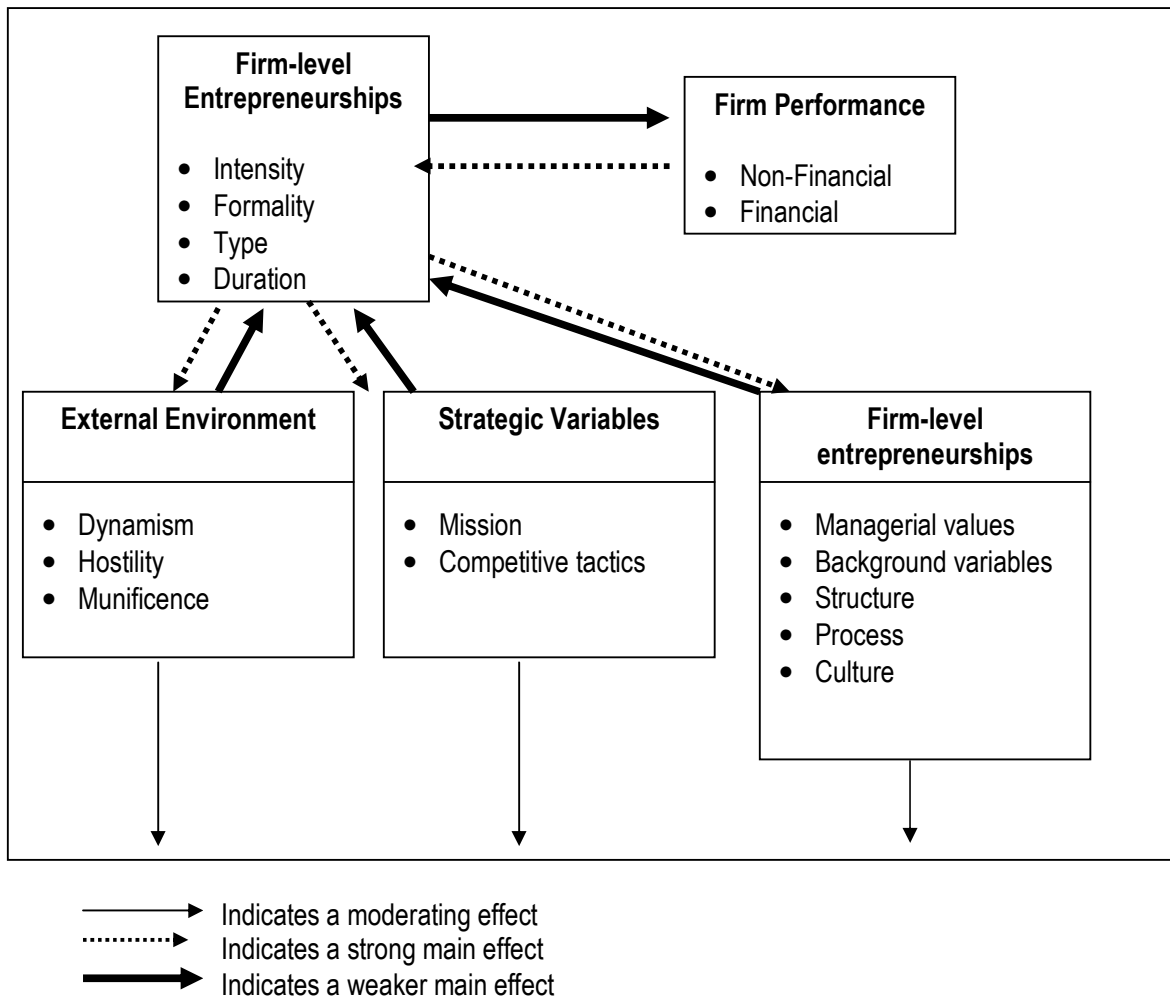 Firm-level
Entrepreneurships
• Intensity
• Formality
• Type
• Duration
Firm Performance
• Non-Financial
• Financial
External Environment
• Dynamism
• Hostility
• Munificence
Strategic Variables
• Mission
• Competitive tactics
Firm-level
entrepreneurships
• Managerial values
• Background variables
• Structure
• Process
• Culture
Indicates a moderating effect
Indicates a strong main effect
Indicates a weaker main effect